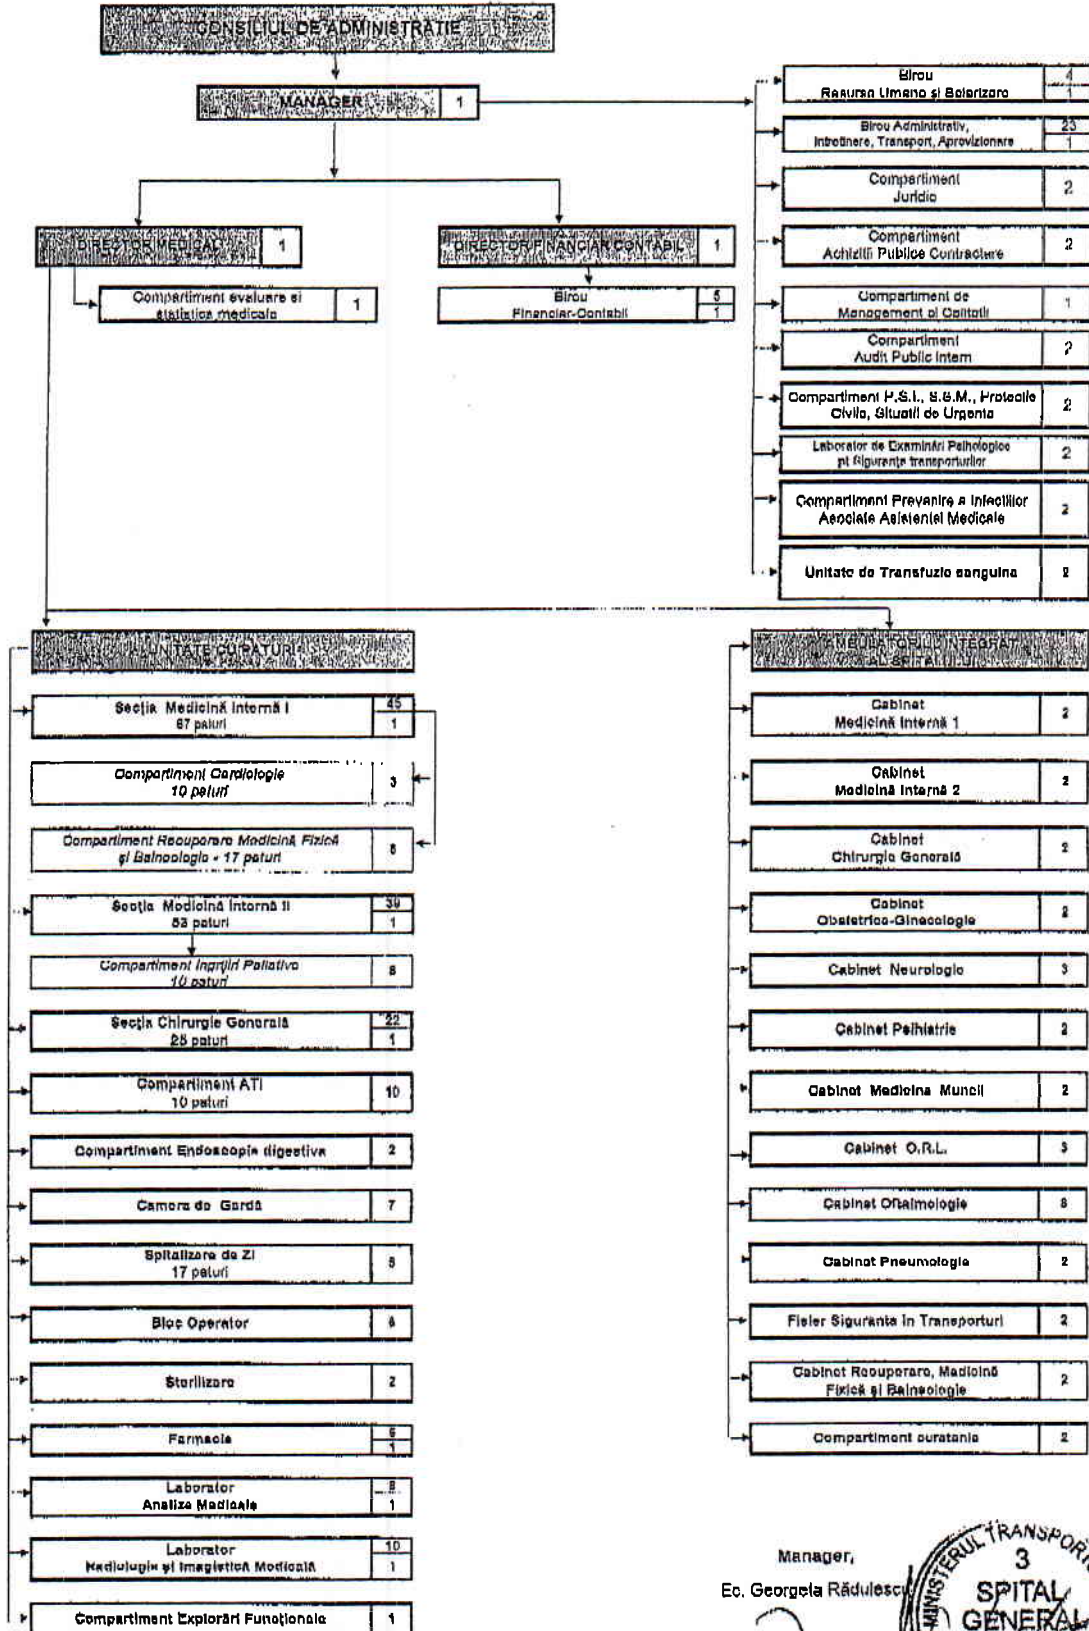 CONSILIUL DE ADMINISTRATIE
MANAGER 1
DIRECTOR MEDICAL 1
Compartiment evaluare si
statistica medicala 1
DIRECTOR FINANCIAR CONTABIL 1
Birou 5
Financiar-Contabil 1
Birou 4
Resurse Umane și Salarizare 1
Birou Administrativ, 23
Intretinere, Transport, Aprovizionare 1
Compartiment
Juridic 2
Compartiment
Achizitii Publice Contractare 2
Compartiment de
Management al Calitatii 1
Compartiment
Audit Public Intern 2
Compartiment P.S.I., S.S.M., Protectie
Civila, Situatii de Urgenta 2
Laborator de Examinări Psihologice
pt Siguranța transporturilor 2
Compartiment Prevenire a Infectiilor
Asociate Asistentei Medicale 2
Unitate de Transfuzie sanguina 2
UNITATE CU PATURI
Secția Medicină Internă I 45
67 paturi 1
Compartiment Cardiologie
10 paturi 3
Compartiment Recuperare Medicină Fizică
și Balneologie - 17 paturi
Secția Medicină Internă II 39
53 paturi 1
Compartiment Ingrijiri Paliative
10 paturi 8
Secția Chirurgie Generală 22
25 paturi 1
Compartiment ATI
10 paturi 10
Compartiment Endoscopie digestiva 2
Camera de Gardă 7
Spitalizare de Zi
17 paturi 5
Bloc Operator 6
Sterilizare 2
Farmacie 6
1
Laborator 8
Analize Medicale 1
Laborator 10
Radiologie și Imagistică Medicală 1
Compartiment Explorări Funcționale 1
AMBULATORIUL INTEGRAT
AL SPITALULUI
Cabinet
Medicină Internă 1 2
Cabinet
Medicină Internă 2 2
Cabinet
Chirurgie Generală 2
Cabinet
Obstetrica-Ginecologie 2
Cabinet Neurologie 3
Cabinet Psihiatrie 2
Cabinet Medicina Muncii 2
Cabinet O.R.L. 3
Cabinet Oftalmologie
Cabinet Pneumologie 2
Fisier Siguranta in Transporturi 2
Cabinet Recuperare, Medicină
Fizică și Balneologie 2
Compartiment curatenie 2
Manager,
Ec. Georgeta Rădulescu
MINISTERUL TRANSPORT
3
SPITAL
GENERAL